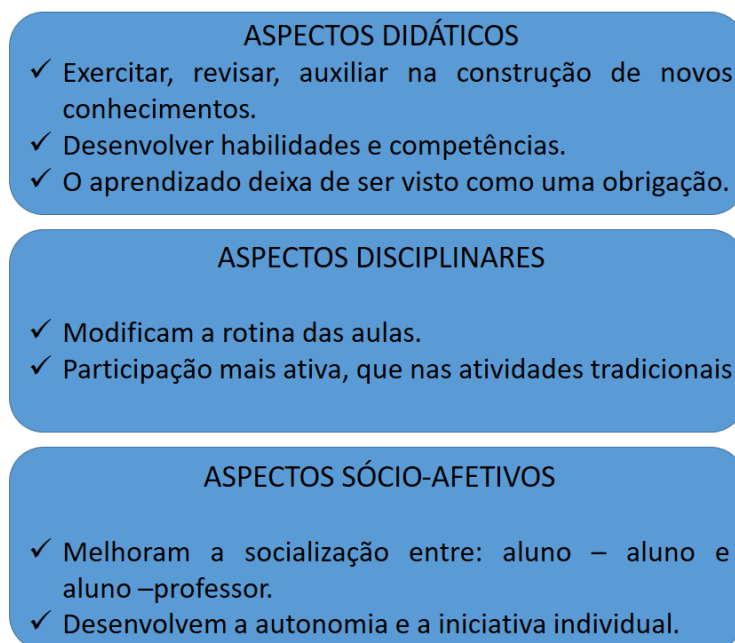 ASPECTOS DIDÁTICOS
✓ Exercitar, revisar, auxiliar na construção de novos
conhecimentos.
✓ Desenvolver habilidades e competências.
✓ O aprendizado deixa de ser visto como uma obrigação.
ASPECTOS DISCIPLINARES
✓ Modificam a rotina das aulas.
✓ Participação mais ativa, que nas atividades tradicionais
ASPECTOS SÓCIO-AFETIVOS
✓ Melhoram a socialização entre: aluno – aluno e
aluno –professor.
✓ Desenvolvem a autonomia e a iniciativa individual.